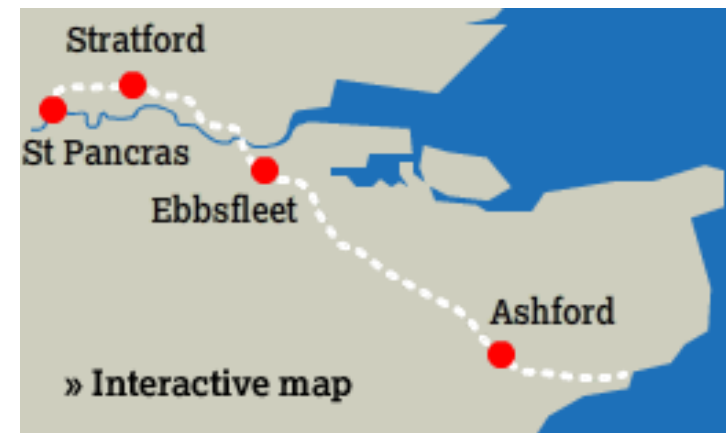 Stratford
St Pancras
Ebbsfleet
Ashford
» Interactive map